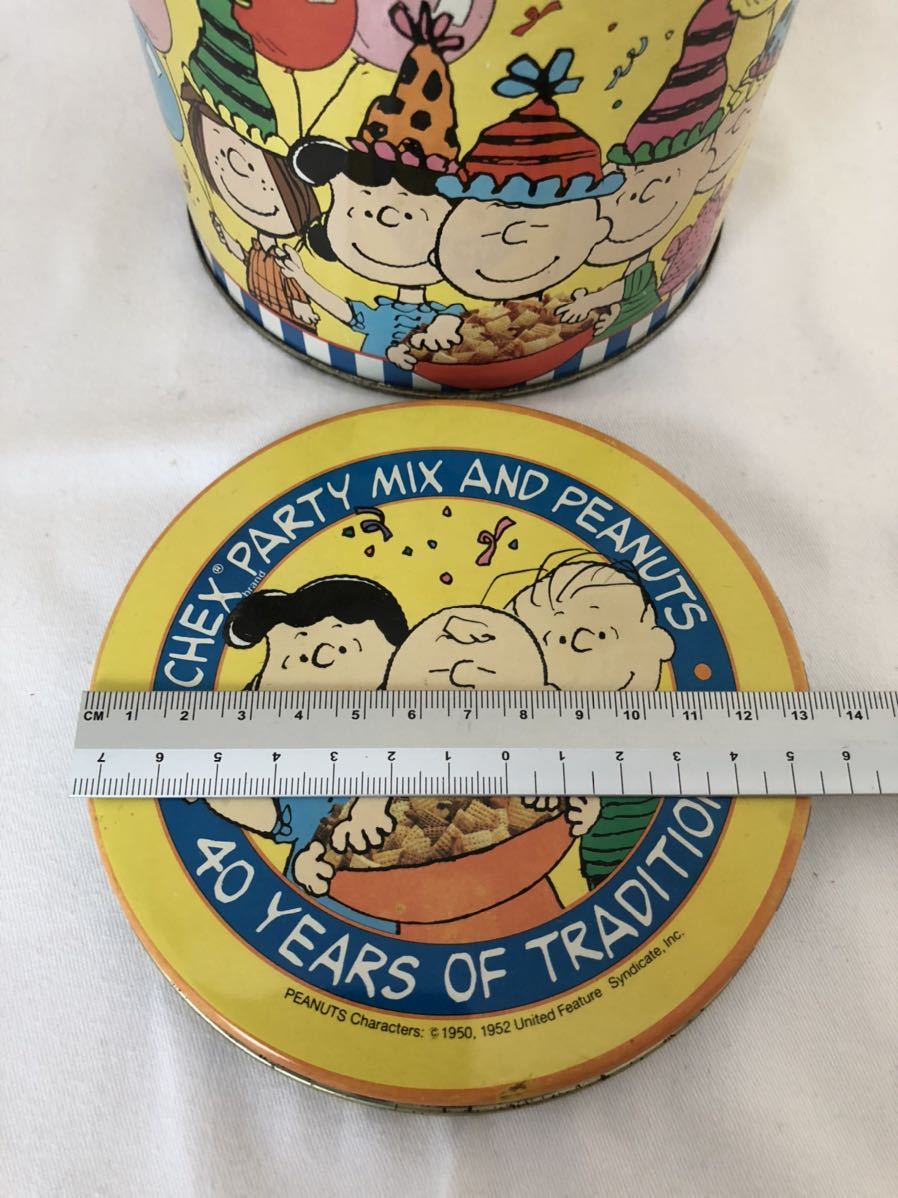 CHEX® PARTY MIX AND PEANUTS
brand
CM 1 2 3 4 5 6 7 8 9 10 11 12 13 14
7 6 5 4 3 2 1 0 1 2 3 4 5 6
40 YEARS OF TRADITION
PEANUTS Characters: © 1950, 1952 United Feature Syndicate, Inc.